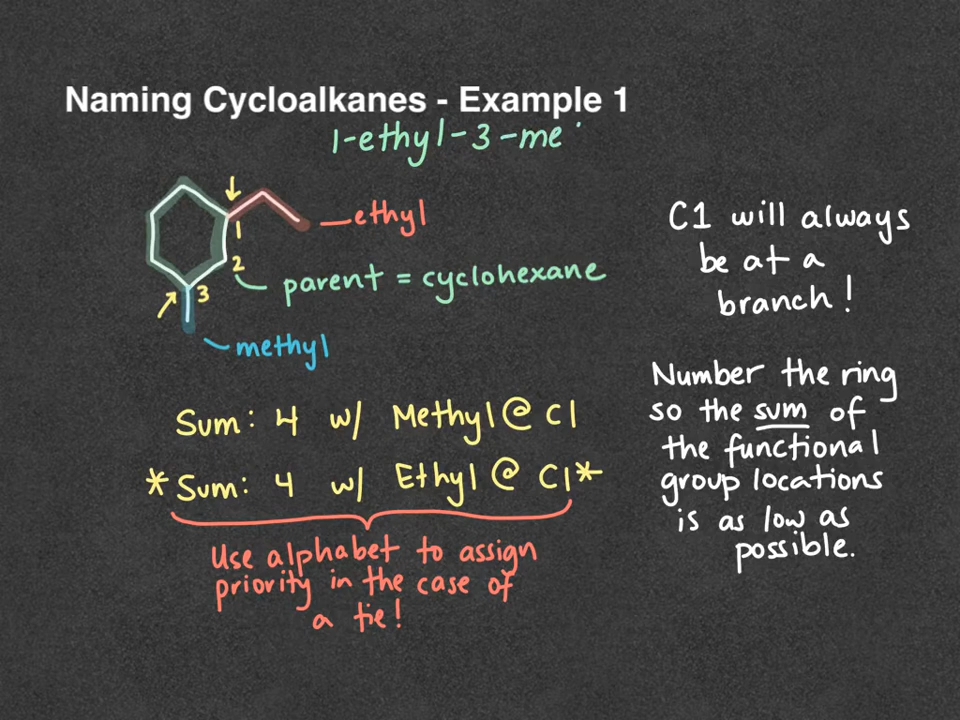 Naming Cycloalkanes - Example 1
1-ethyl-3-me
ethyl
1
2
parent = cyclohexane
3
methyl
C1 will always
be at a
branch!
Number the ring
so the sum of
the functional
group locations
is as low as
possible.
Sum: 4 w/ Methyl @ C1
*Sum: 4 w/ Ethyl @ C1*
Use alphabet to assign
priority in the case of
a tie!